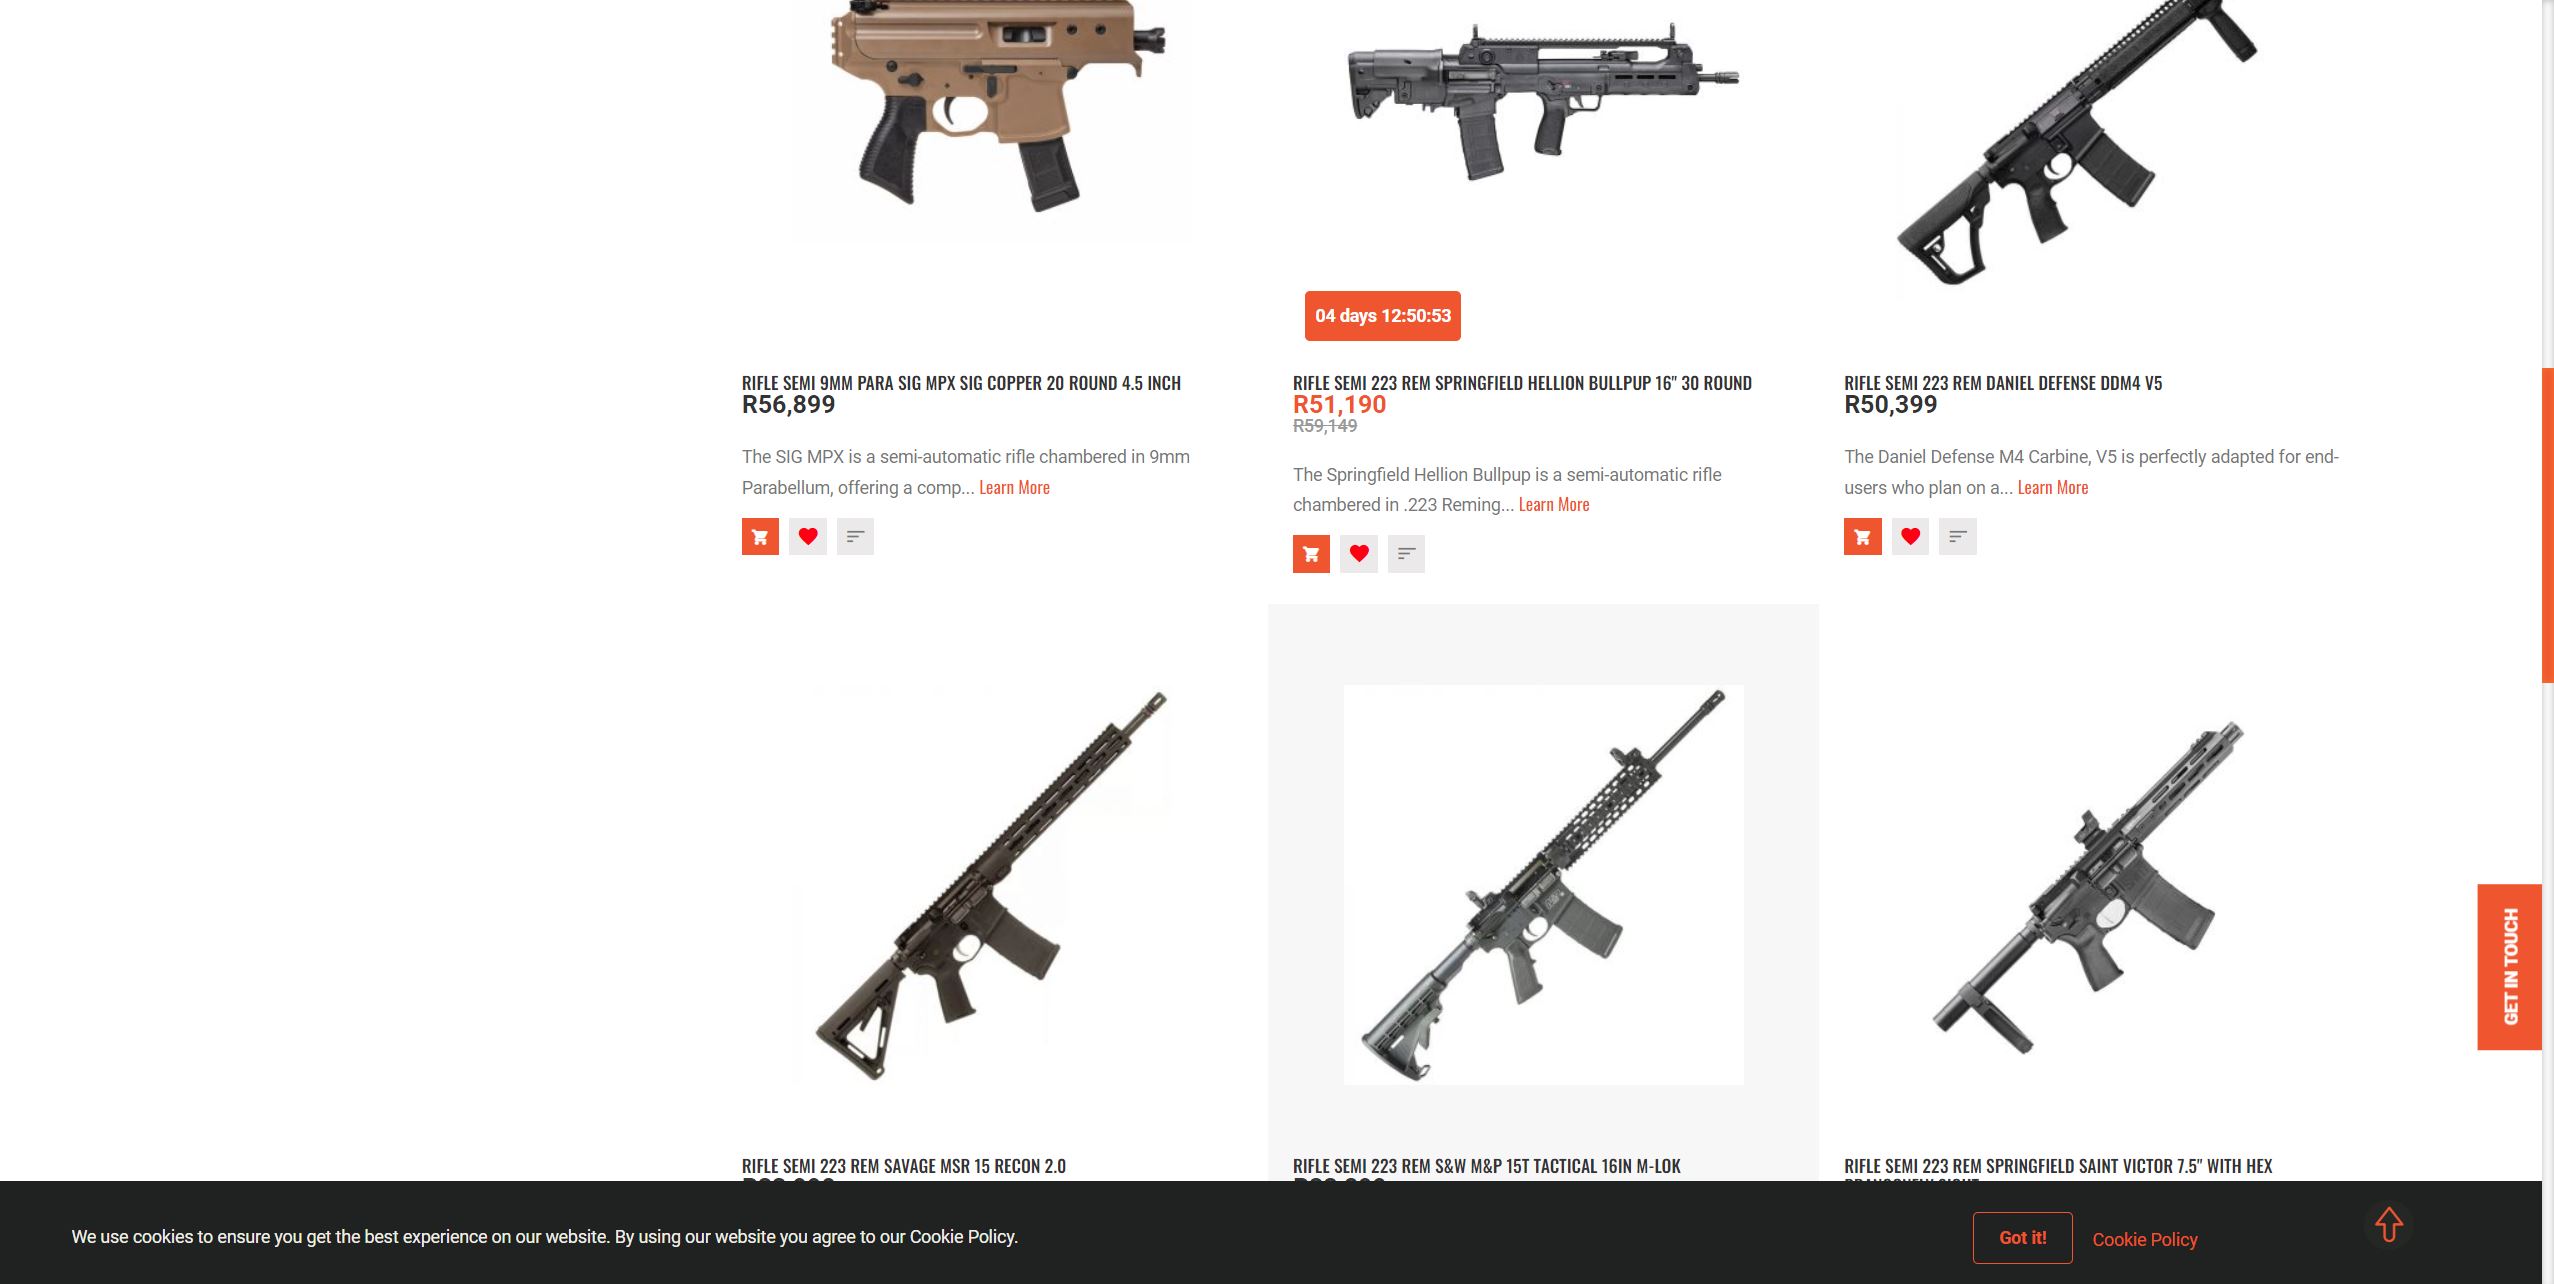 04 days 12:50:53
RIFLE SEMI 9MM PARA SIG MPX SIG COPPER 20 ROUND 4.5 INCH
R56,899
The SIG MPX is a semi-automatic rifle chambered in 9mm
Parabellum, offering a comp... Learn More
RIFLE SEMI 223 REM SPRINGFIELD HELLION BULLPUP 16" 30 ROUND
R51,190
R59,149
The Springfield Hellion Bullpup is a semi-automatic rifle
chambered in .223 Reming... Learn More
RIFLE SEMI 223 REM DANIEL DEFENSE DDM4 V5
R50,399
The Daniel Defense M4 Carbine, V5 is perfectly adapted for end-
users who plan on a... Learn More
RIFLE SEMI 223 REM SAVAGE MSR 15 RECON 2.0
RIFLE SEMI 223 REM S&W M&P 15T TACTICAL 16IN M-LOK
RIFLE SEMI 223 REM SPRINGFIELD SAINT VICTOR 7.5" WITH HEX
GET IN TOUCH
We use cookies to ensure you get the best experience on our website. By using our website you agree to our Cookie Policy.
Got it!
Cookie Policy